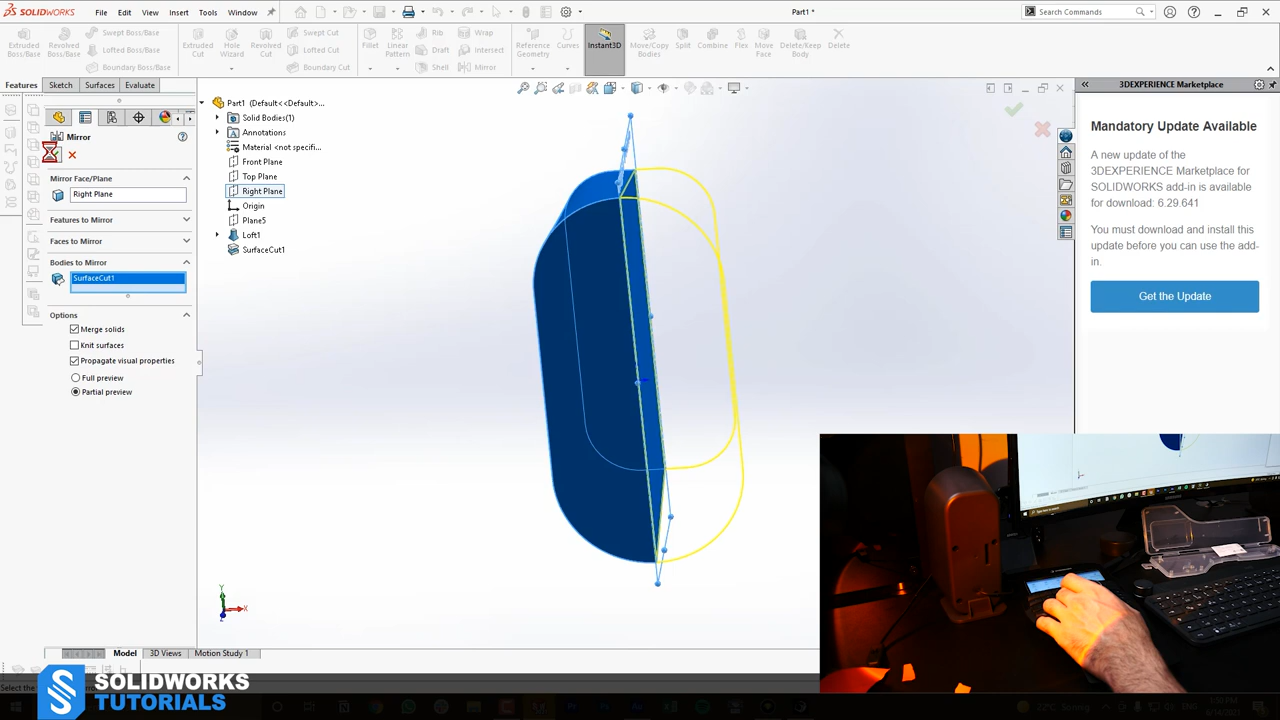 SOLIDWORKS
File Edit View Insert Tools Window
Part1 *
Search Commands
Extruded Boss/Base
Revolved Boss/Base
Swept Boss/Base
Lofted Boss/Base
Boundary Boss/Base
Extruded Cut
Hole Wizard
Revolved Cut
Swept Cut
Lofted Cut
Boundary Cut
Fillet
Linear Pattern
Rib
Draft
Shell
Wrap
Intersect
Mirror
Reference Geometry
Curves
Instant3D
Move/Copy Bodies
Split
Combine
Flex
Move Face
Delete/Keep Body
Delete
Features Sketch Surfaces Evaluate
Mirror
Mirror Face/Plane
Right Plane
Features to Mirror
Faces to Mirror
Bodies to Mirror
SurfaceCut1
Options
Merge solids
Knit surfaces
Propagate visual properties
Full preview
Partial preview
Part1 (Default<<Default>...
Solid Bodies(1)
Annotations
Material <not specifi...
Front Plane
Top Plane
Right Plane
Origin
Plane5
Loft1
SurfaceCut1
3DEXPERIENCE Marketplace
Mandatory Update Available
A new update of the
3DEXPERIENCE Marketplace for
SOLIDWORKS add-in is available
for download: 6.29.641
You must download and install this
update before you can use the add-
in.
Get the Update
Y
X
Z
Model 3D Views Motion Study 1
Select the
SOLIDWORKS
TUTORIALS